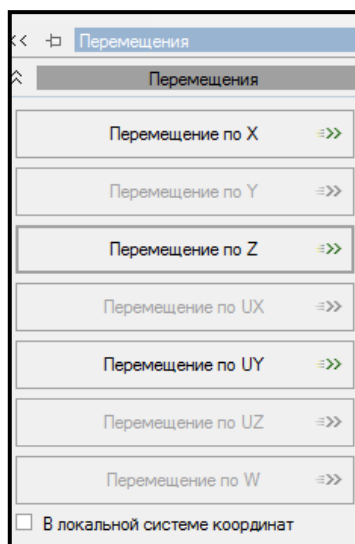 Перемещения
Перемещения
Перемещение по X
Перемещение по Y
Перемещение по Z
Перемещение по UX
Перемещение по UY
Перемещение по UZ
Перемещение по W
В локальной системе координат